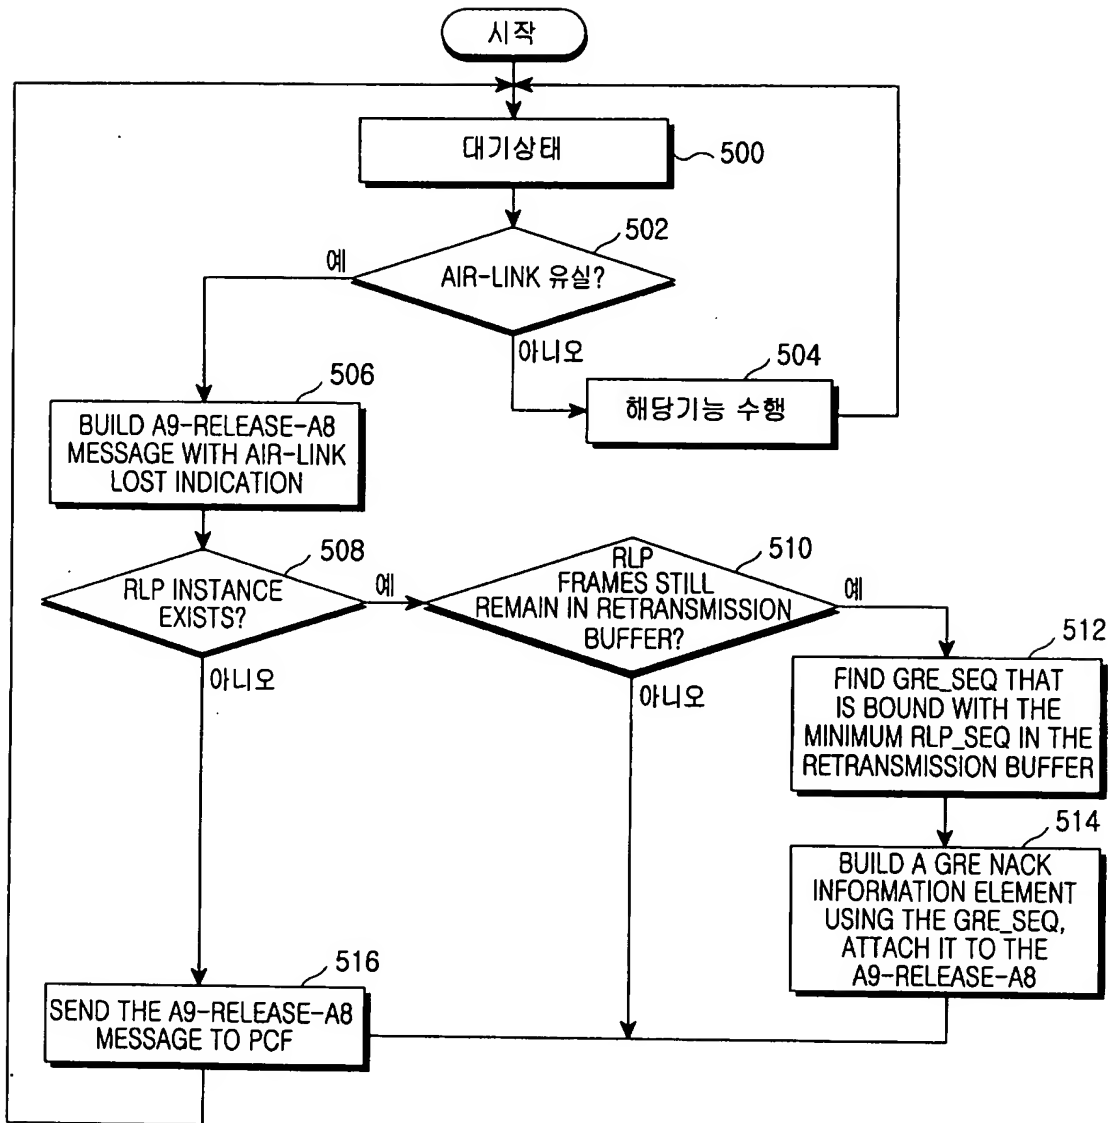 시작
대기상태
500
502
예
AIR-LINK 유실?
아니오
504
해당기능 수행
506
BUILD A9-RELEASE-A8
MESSAGE WITH AIR-LINK
LOST INDICATION
508
RLP INSTANCE
EXISTS?
예
아니오
510
RLP
FRAMES STILL
REMAIN IN RETRANSMISSION
BUFFER?
예
아니오
512
FIND GRE_SEQ THAT
IS BOUND WITH THE
MINIMUM RLP_SEQ IN THE
RETRANSMISSION BUFFER
514
BUILD A GRE NACK
INFORMATION ELEMENT
USING THE GRE_SEQ,
ATTACH IT TO THE
A9-RELEASE-A8
516
SEND THE A9-RELEASE-A8
MESSAGE TO PCF